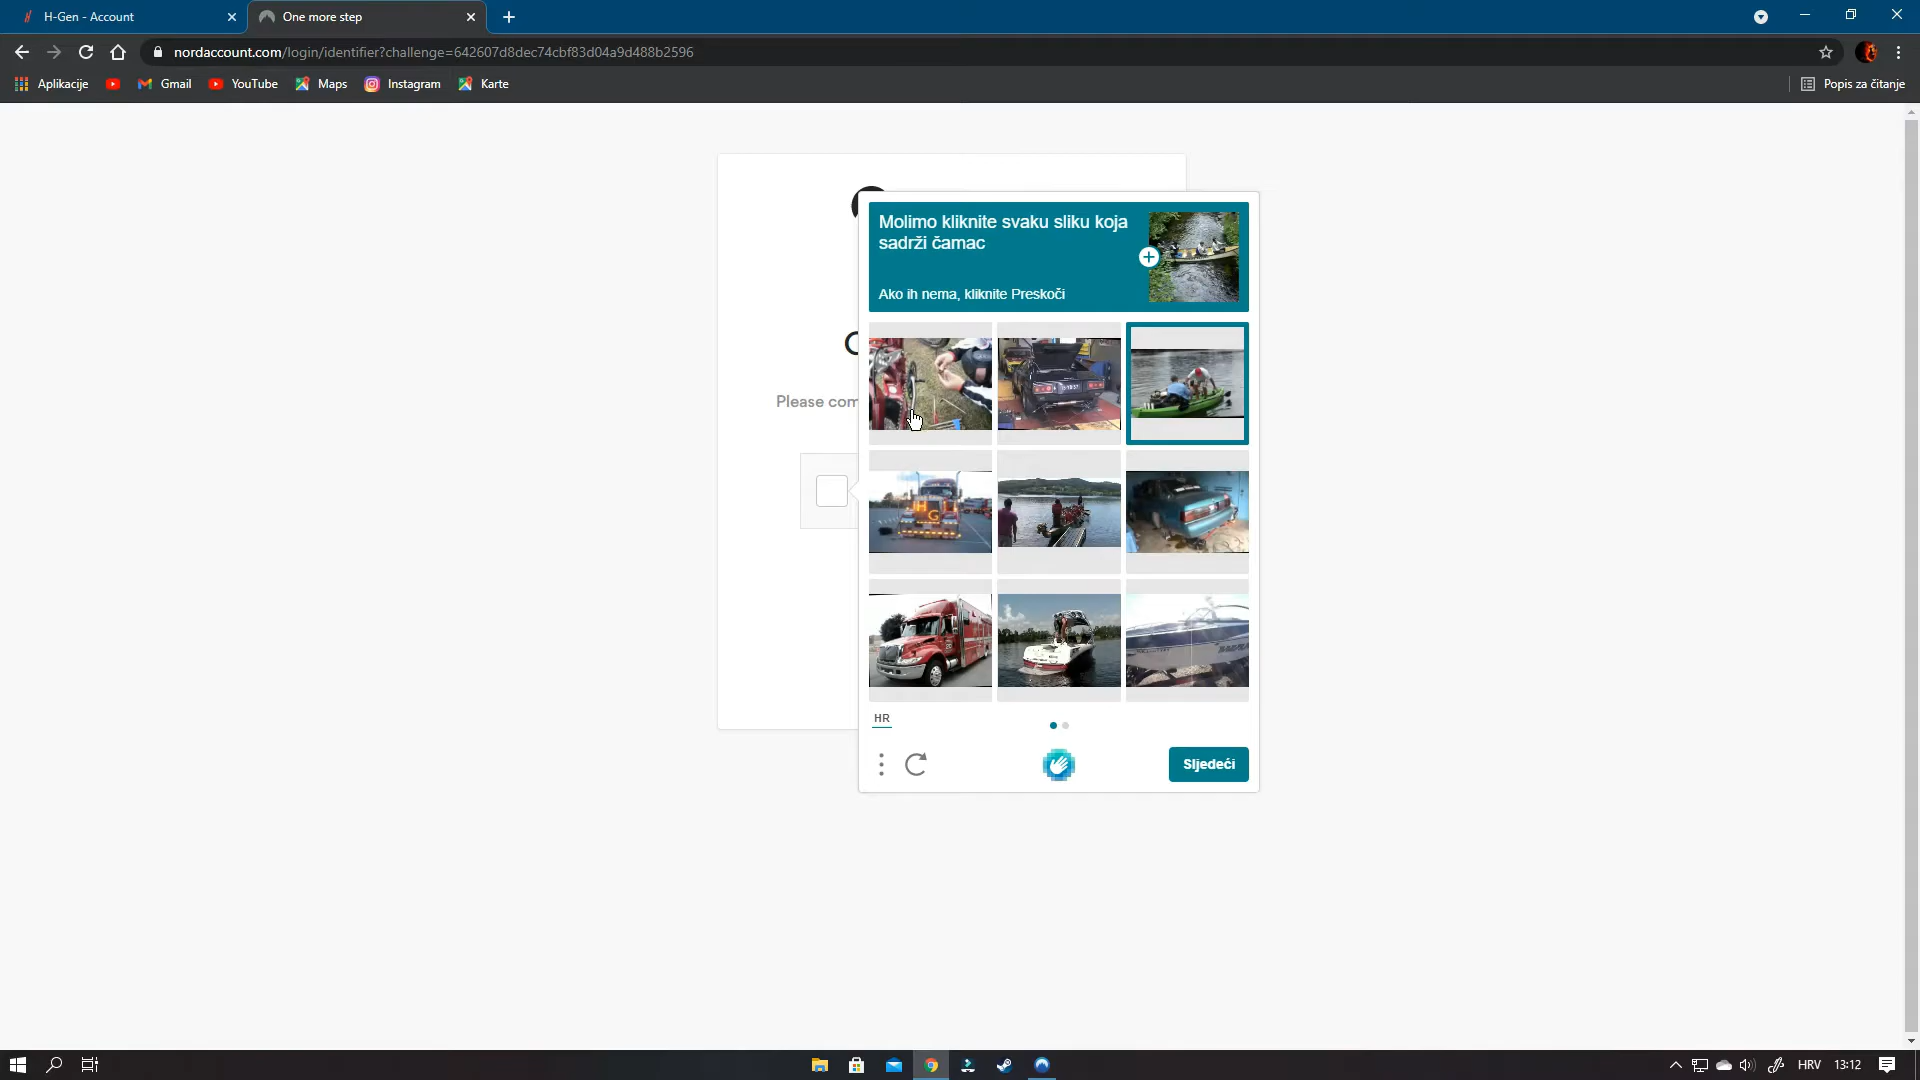 H-Gen - Account
One more step
nordaccount.com/login/identifier?challenge=642607d8dec74cbf83d04a9d488b2596
Aplikacije
Gmail
YouTube
Maps
Instagram
Karte
Popis za čitanje
Molimo kliknite svaku sliku koja
sadrži čamac
Ako ih nema, kliknite Preskoči
Please com
JHG
HR
Sljedeći
HRV
13:12